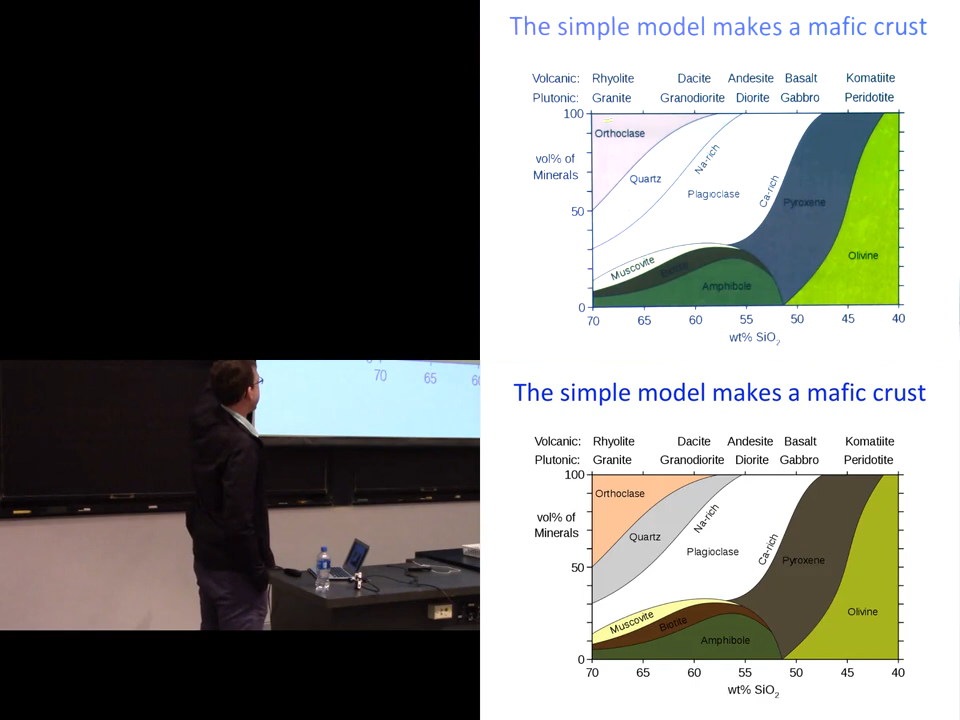 The simple model makes a mafic crust
Volcanic: Rhyolite Dacite Andesite Basalt Komatiite
Plutonic: Granite Granodiorite Diorite Gabbro Peridotite
100
Orthoclase
vol% of
Minerals
Quartz
Na-rich
Plagioclase
Ca-rich
Pyroxene
50
Olivine
Muscovite
Biotite
Amphibole
0
70 65 60 55 50 45 40
wt% SiO2
70 65 60
The simple model makes a mafic crust
Volcanic: Rhyolite Dacite Andesite Basalt Komatiite
Plutonic: Granite Granodiorite Diorite Gabbro Peridotite
100
Orthoclase
vol% of
Minerals
Quartz
Na-rich
Plagioclase
Ca-rich
Pyroxene
50
Olivine
Muscovite
Biotite
Amphibole
0
70 65 60 55 50 45 40
wt% SiO2